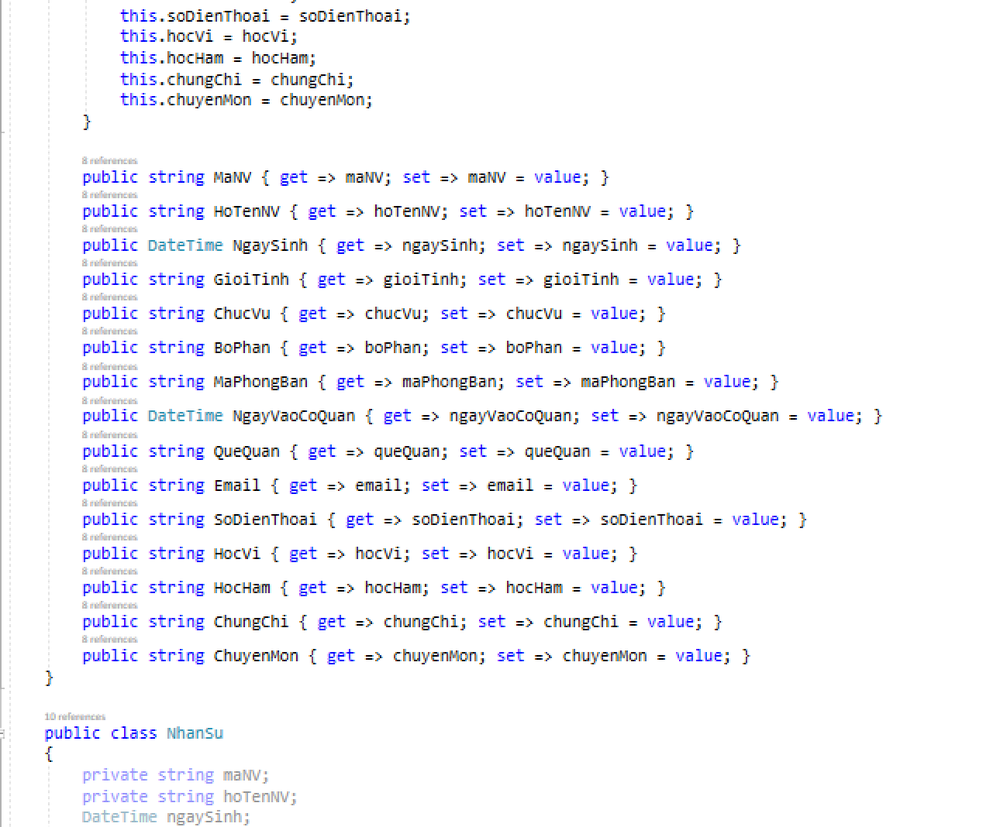 this.soDienThoai = soDienThoai;
this.hocVi = hocVi;
this.hocHam = hocHam;
this.chungChi = chungChi;
this.chuyenMon = chuyenMon;
}
8 references
public string MaNV { get => maNV; set => maNV = value; }
8 references
public string HoTenNV { get => hoTenNV; set => hoTenNV = value; }
8 references
public DateTime NgaySinh { get => ngaySinh; set => ngaySinh = value; }
8 references
public string GioiTinh { get => gioiTinh; set => gioiTinh = value; }
8 references
public string ChucVu { get => chucVu; set => chucVu = value; }
8 references
public string BoPhan { get => boPhan; set => boPhan = value; }
8 references
public string MaPhongBan { get => maPhongBan; set => maPhongBan = value; }
8 references
public DateTime NgayVaoCoQuan { get => ngayVaoCoQuan; set => ngayVaoCoQuan = value; }
8 references
public string QueQuan { get => queQuan; set => queQuan = value; }
8 references
public string Email { get => email; set => email = value; }
8 references
public string SoDienThoai { get => soDienThoai; set => soDienThoai = value; }
8 references
public string HocVi { get => hocVi; set => hocVi = value; }
8 references
public string HocHam { get => hocHam; set => hocHam = value; }
8 references
public string ChungChi { get => chungChi; set => chungChi = value; }
8 references
public string ChuyenMon { get => chuyenMon; set => chuyenMon = value; }
}
10 references
public class NhanSu
{
private string maNV;
private string hoTenNV;
DateTime ngaySinh;